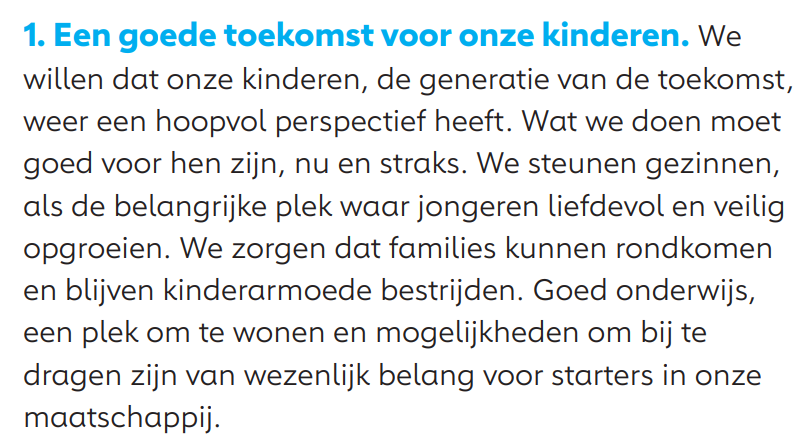 1. Een goede toekomst voor onze kinderen. We
willen dat onze kinderen, de generatie van de toekomst,
weer een hoopvol perspectief heeft. Wat we doen moet
goed voor hen zijn, nu en straks. We steunen gezinnen,
als de belangrijke plek waar jongeren liefdevol en veilig
opgroeien. We zorgen dat families kunnen rondkomen
en blijven kinderarmoede bestrijden. Goed onderwijs,
een plek om te wonen en mogelijkheden om bij te
dragen zijn van wezenlijk belang voor starters in onze
maatschappij.